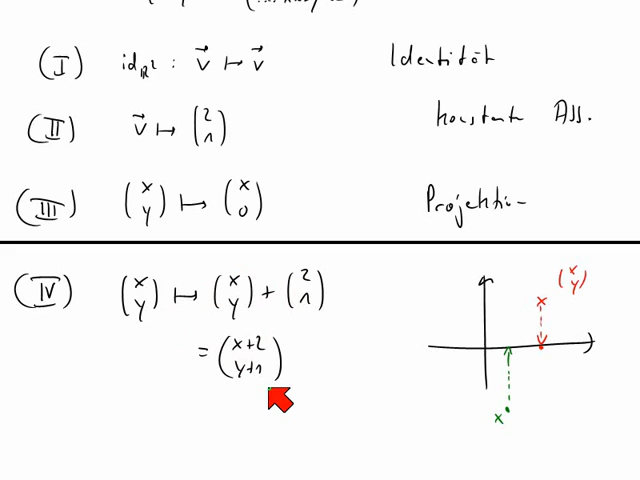 (I) id_ℝ² : v⃗ ↦ v⃗ Identität
(II) v⃗ ↦ (2 1) konstante Abb.
(III) (x y) ↦ (x 0) Projektion
(IV) (x y) ↦ (x y) + (2 1)
= (x+2 y+1)
(x y)
x
x